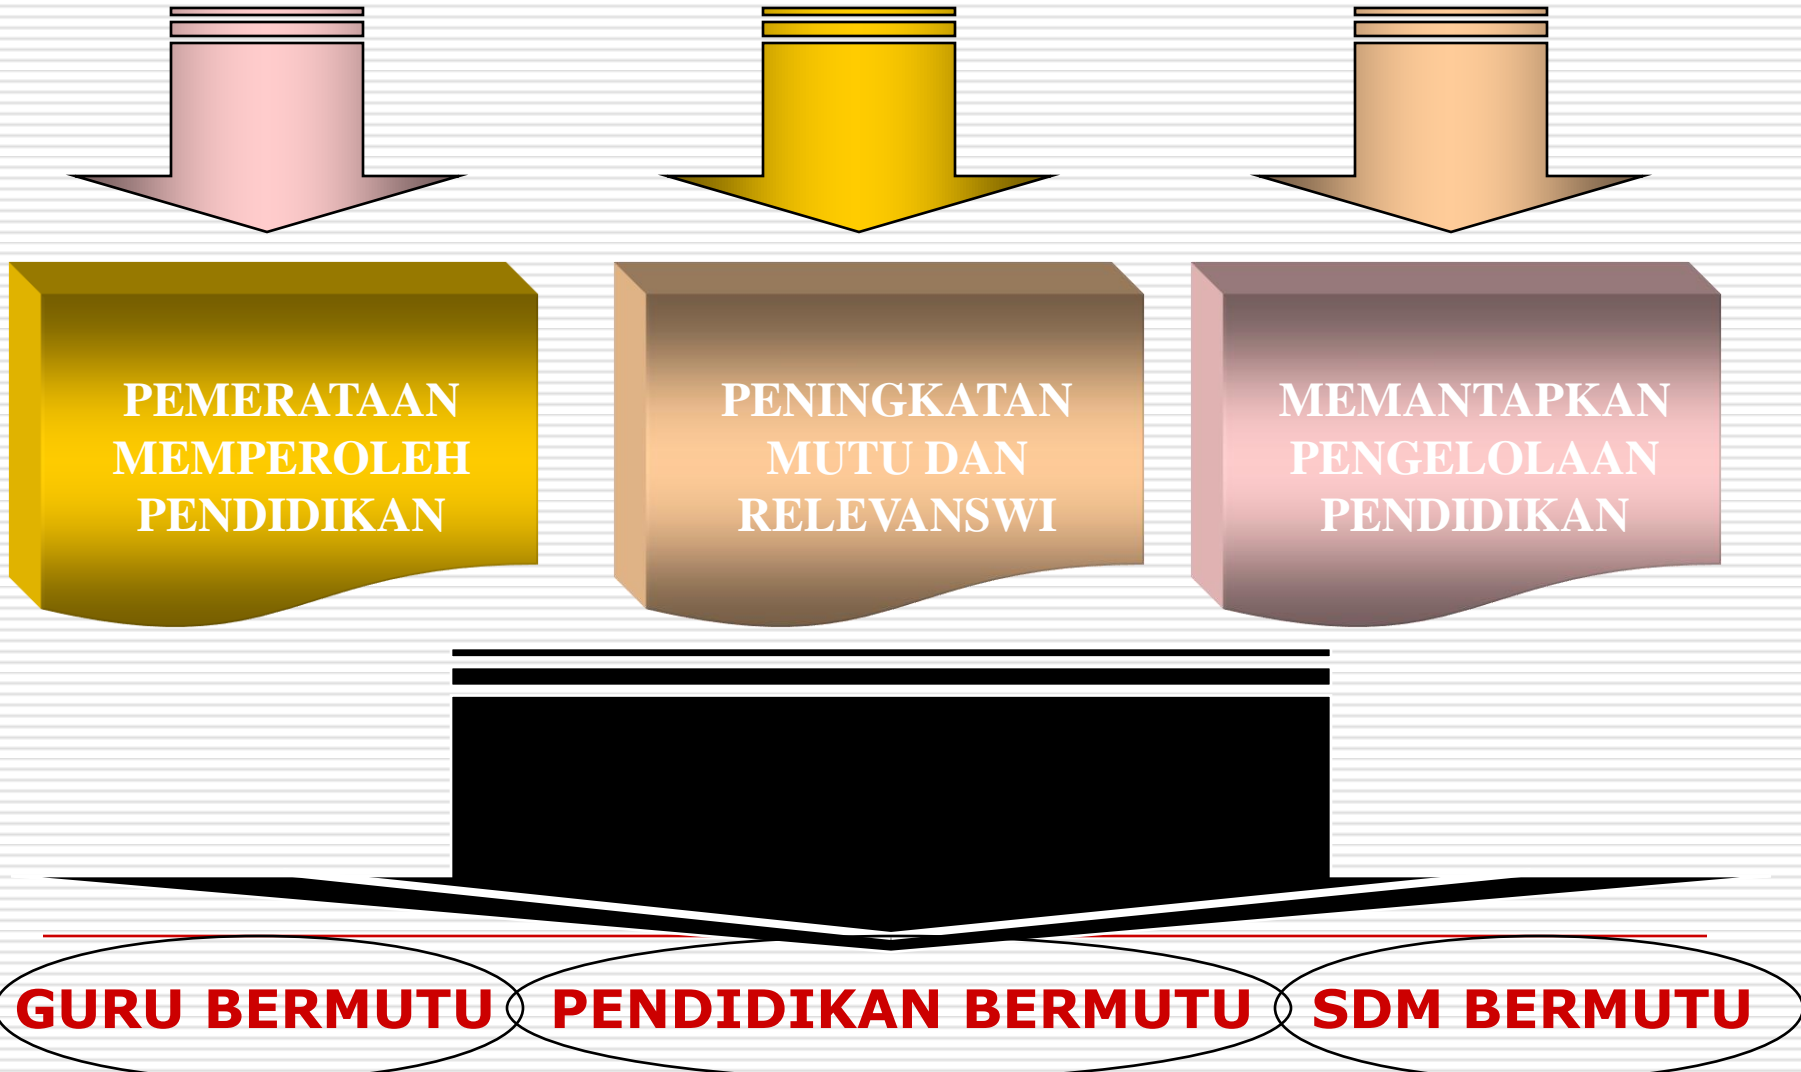 PEMERATAAN
MEMPEROLEH
PENDIDIKAN
PENINGKATAN
MUTU DAN
RELEVANSWI
MEMANTAPKAN
PENGELOLAAN
PENDIDIKAN
GURU BERMUTU
PENDIDIKAN BERMUTU
SDM BERMUTU